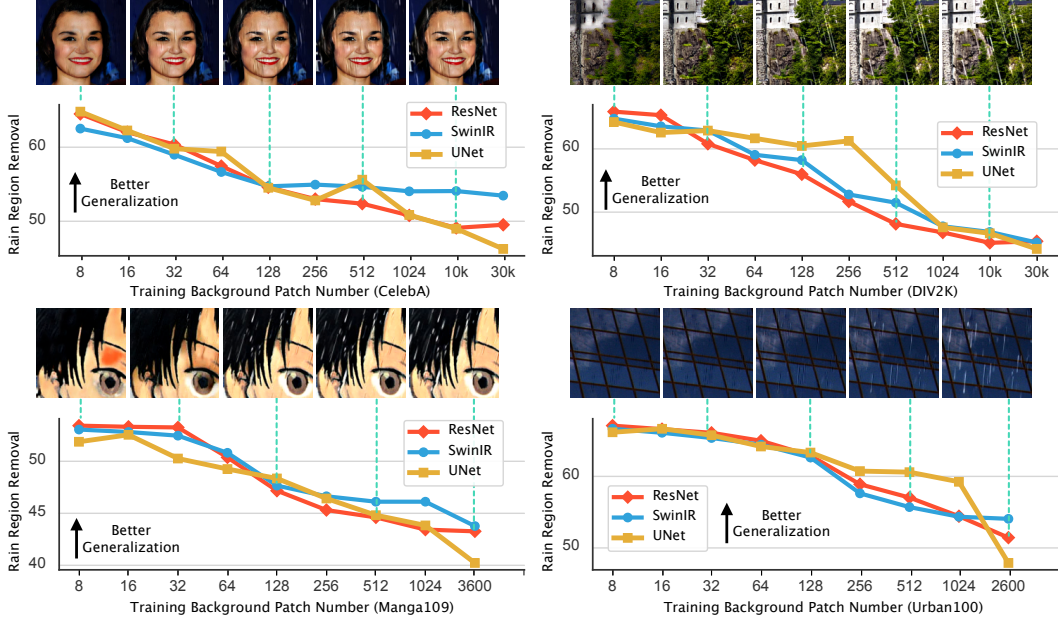 Rain Region Removal
60
50
ResNet
SwinIR
UNet
Better
Generalization
8 16 32 64 128 256 512 1024 10k 30k
Training Background Patch Number (CelebA)
Rain Region Removal
60
50
ResNet
SwinIR
UNet
Better
Generalization
8 16 32 64 128 256 512 1024 10k 30k
Training Background Patch Number (DIV2K)
Rain Region Removal
50
45
40
ResNet
SwinIR
UNet
Better
Generalization
8 16 32 64 128 256 512 1024 3600
Training Background Patch Number (Manga109)
Rain Region Removal
60
50
ResNet
SwinIR
UNet
Better
Generalization
8 16 32 64 128 256 512 1024 2600
Training Background Patch Number (Urban100)